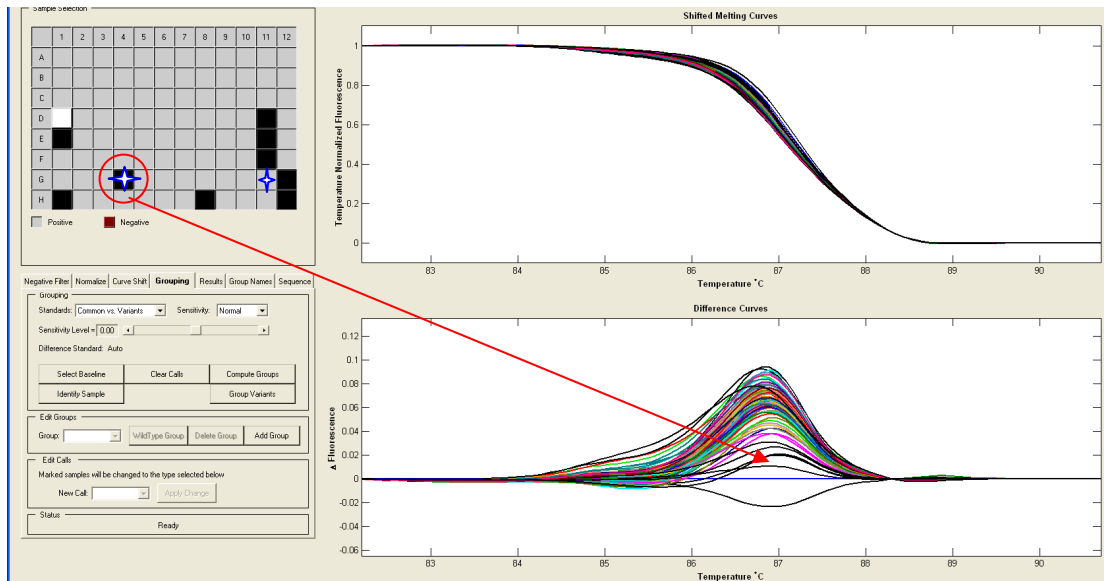 Sample Selection
1 2 3 4 5 6 7 8 9 10 11 12
A
B
C
D
E
F
G
H
Positive Negative
Negative Filter Normalize Curve Shift Grouping Results Group Names Sequence
Grouping
Standards: Common vs. Variants Sensitivity: Normal
Sensitivity Level = 0.00
Difference Standard: Auto
Select Baseline Clear Calls Compute Groups
Identify Sample Group Variants
Edit Groups
Group: WildType Group Delete Group Add Group
Edit Calls
Marked samples will be changed to the type selected below
New Call: Apply Change
Status
Ready
Shifted Melting Curves
Temperature Normalized Fluorescence
1
0.8
0.6
0.4
0.2
0
83 84 85 86 87 88 89 90
Temperature °C
Difference Curves
Δ Fluorescence
0.12
0.1
0.08
0.06
0.04
0.02
0
-0.02
-0.04
-0.06
83 84 85 86 87 88 89 90
Temperature °C